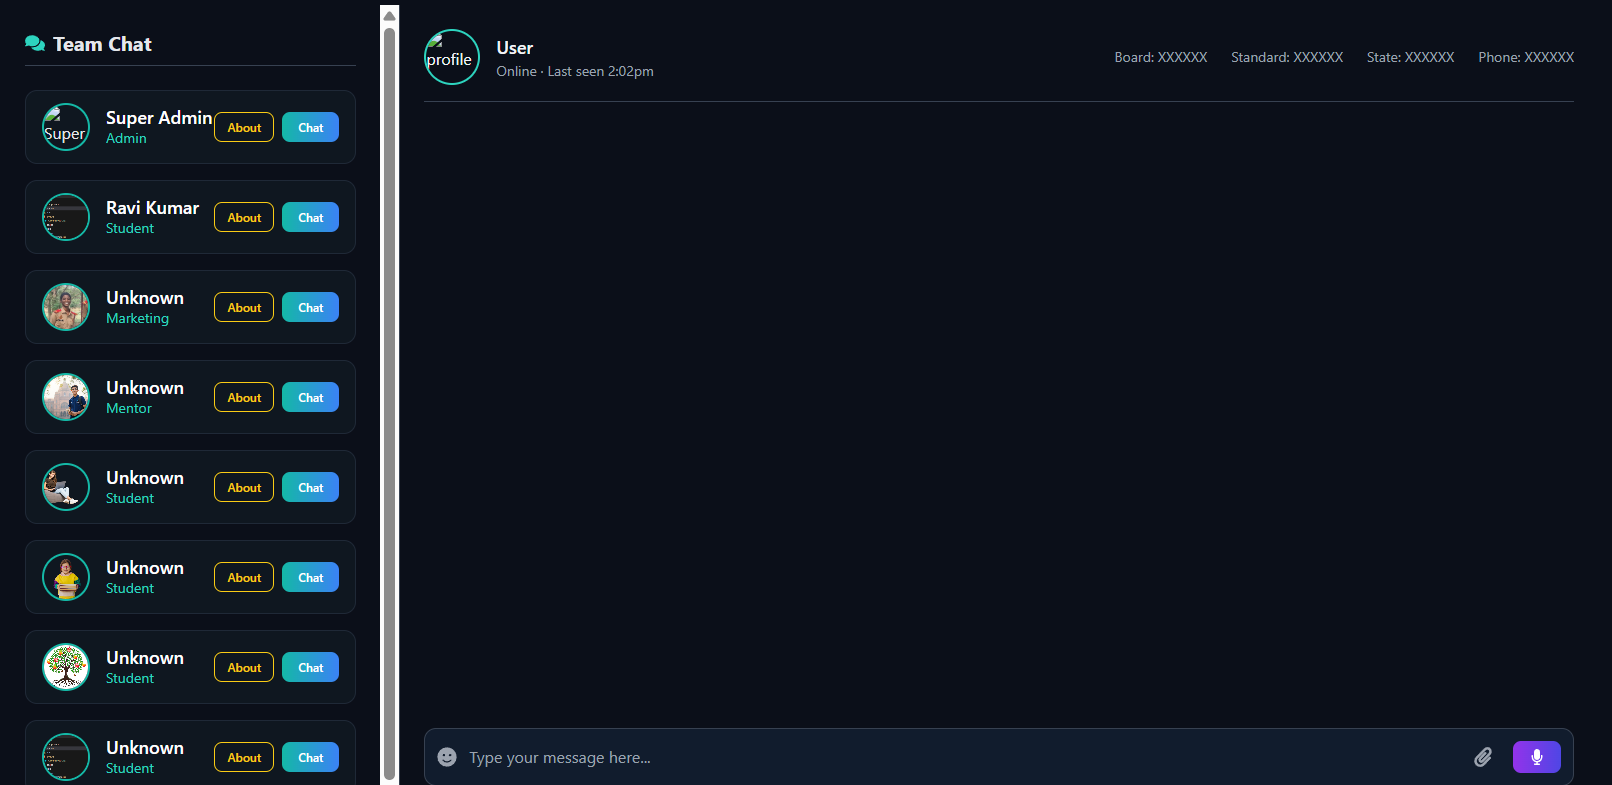 Team Chat
Super
Super Admin
Admin
About
Chat
Ravi Kumar
Student
About
Chat
Unknown
Marketing
About
Chat
Unknown
Mentor
About
Chat
Unknown
Student
About
Chat
Unknown
Student
About
Chat
Unknown
Student
About
Chat
Unknown
Student
About
Chat
profile
User
Online · Last seen 2:02pm
Board: XXXXXX
Standard: XXXXXX
State: XXXXXX
Phone: XXXXXX
Type your message here...